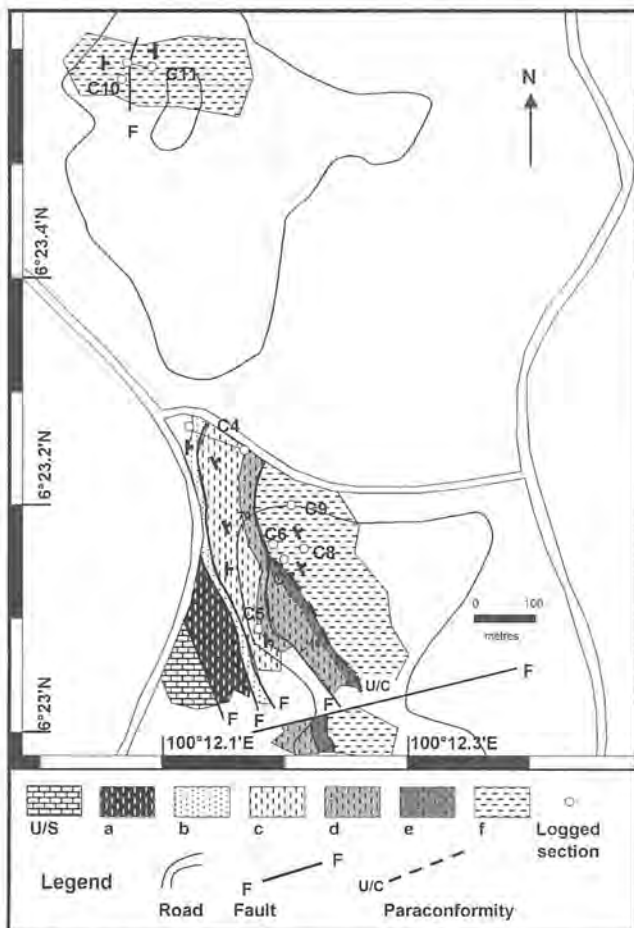 C11
C10
F
N
6°23.4'N
C4
6°23.2'N
C9
C6
C8
0 100
metres
C5
U/C
F
F
F
F
F
6°23'N
100°12.1'E
100°12.3'E
U/S a b c d e f Logged
section
Legend
F F
U/C
Road Fault Paraconformity